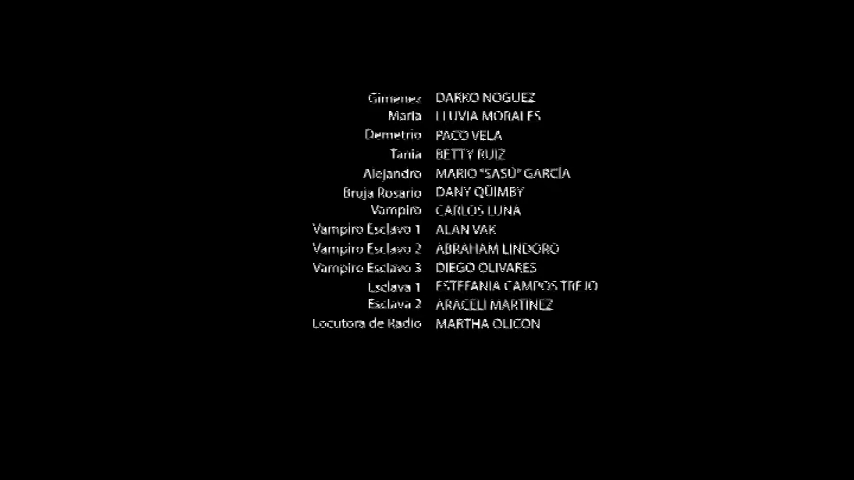 Gimenez DARKO NOGUEZ
Maria LLUVIA MORALES
Demetrio PACO VELA
Tania BETTY RUIZ
Alejandro MARIO "SASÚ" GARCÍA
Bruja Rosario DANY QÜIMBY
Vampiro CARLOS LUNA
Vampiro Esclavo 1 ALAN VAK
Vampiro Esclavo 2 ABRAHAM LINDORO
Vampiro Esclavo 3 DIEGO OLIVARES
Esclava 1 ESTEFANIA CAMPOS TREJO
Esclava 2 ARACELI MARTINEZ
Locutora de Radio MARTHA OLICON